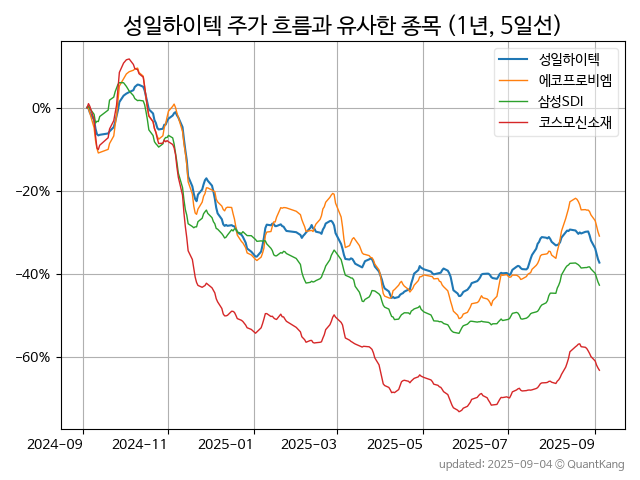 성일하이텍 주가 흐름과 유사한 종목 (1년, 5일선)
성일하이텍
에코프로비엠
삼성SDI
코스모신소재
0%
−20%
−40%
−60%
2024-09 2024-11 2025-01 2025-03 2025-05 2025-07 2025-09
updated: 2025-09-04 © QuantKang